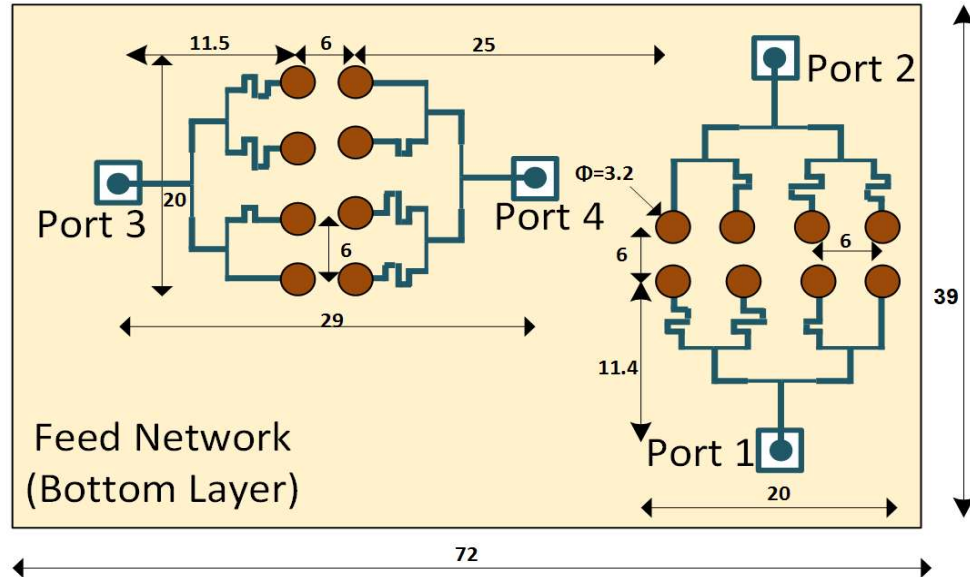 11.5
6
25
Port 2
Φ=3.2
20
Port 3
Port 4
6
6
6
39
29
11.4
Feed Network
(Bottom Layer)
Port 1
20
72